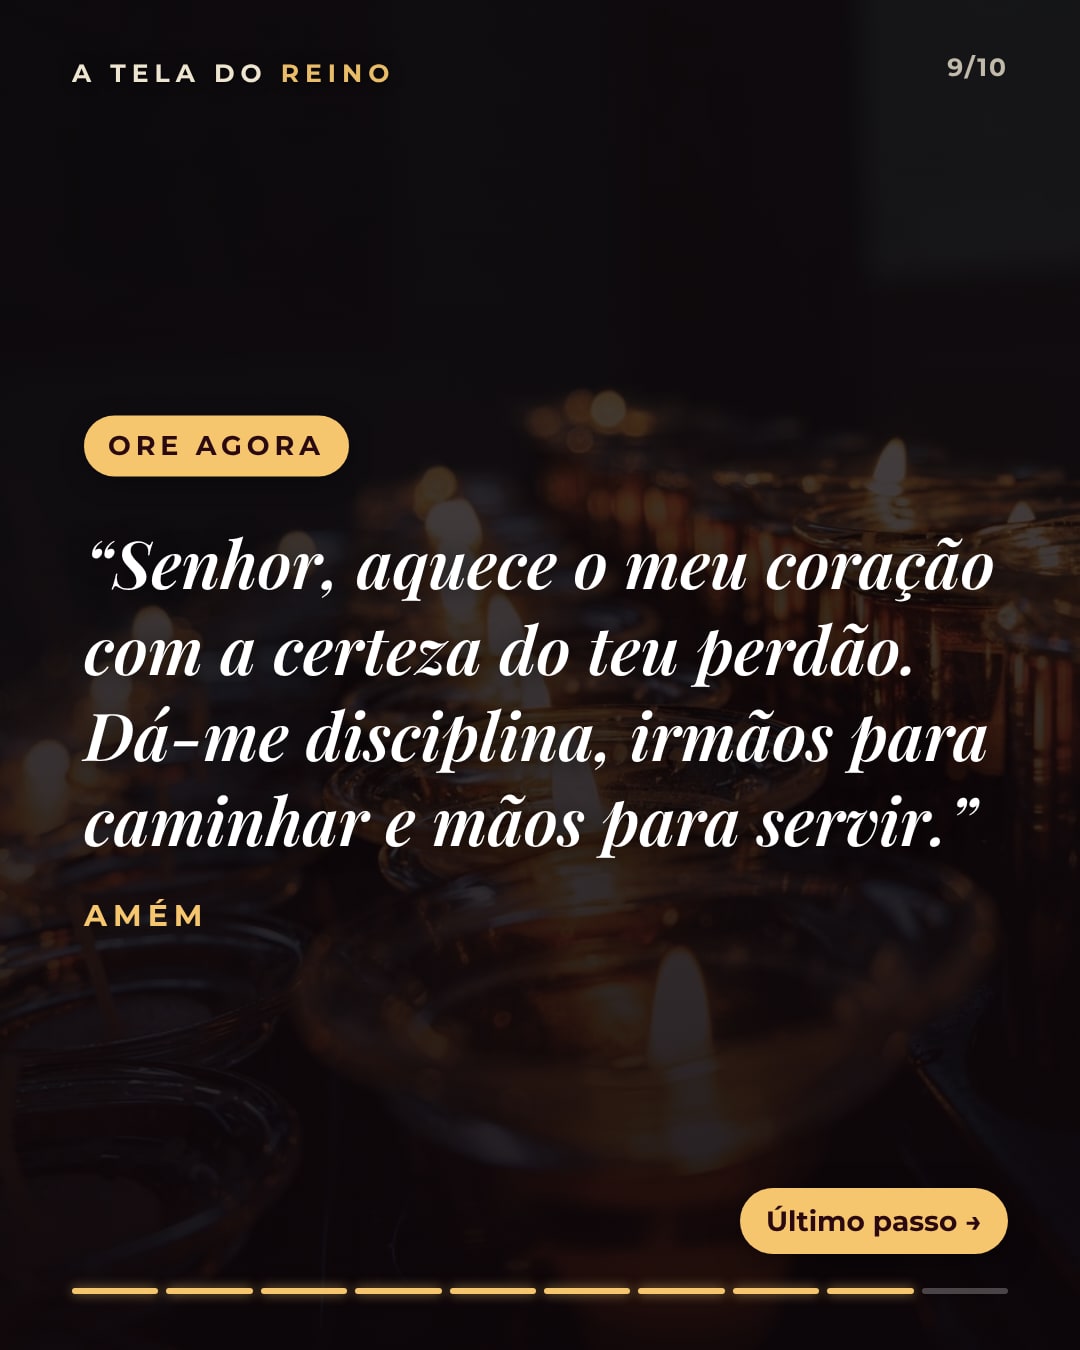 A TELA DO REINO
9/10
ORE AGORA
“Senhor, aquece o meu coração
com a certeza do teu perdão.
Dá-me disciplina, irmãos para
caminhar e mãos para servir.”
AMÉM
Último passo →